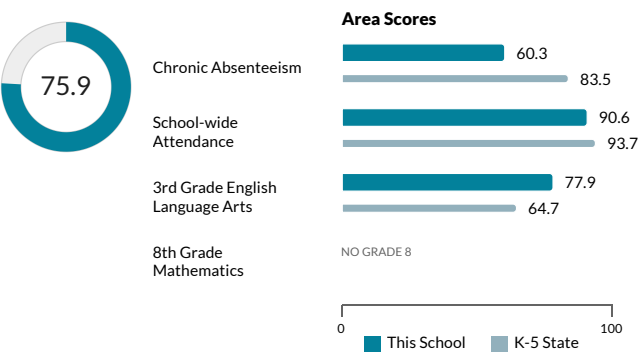 Area Scores
75.9
Chronic Absenteeism
60.3
83.5
School-wide
Attendance
90.6
93.7
3rd Grade English
Language Arts
77.9
64.7
8th Grade
Mathematics
NO GRADE 8
0
100
This School
K-5 State